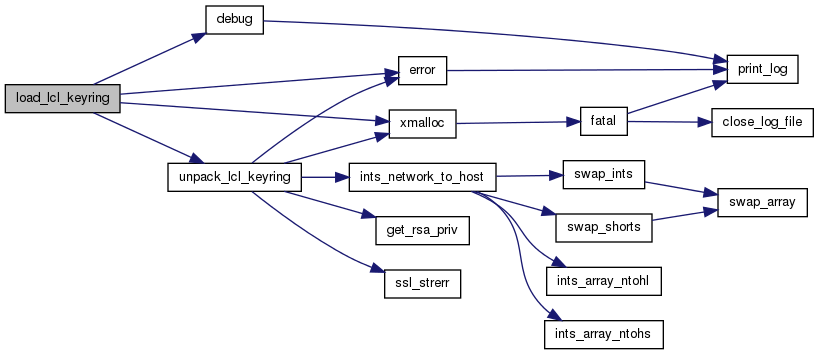 debug
print_log
error
load_lcl_keyring
xmalloc
fatal
close_log_file
unpack_lcl_keyring
ints_network_to_host
swap_ints
swap_array
get_rsa_priv
swap_shorts
ssl_strerr
ints_array_ntohl
ints_array_ntohs